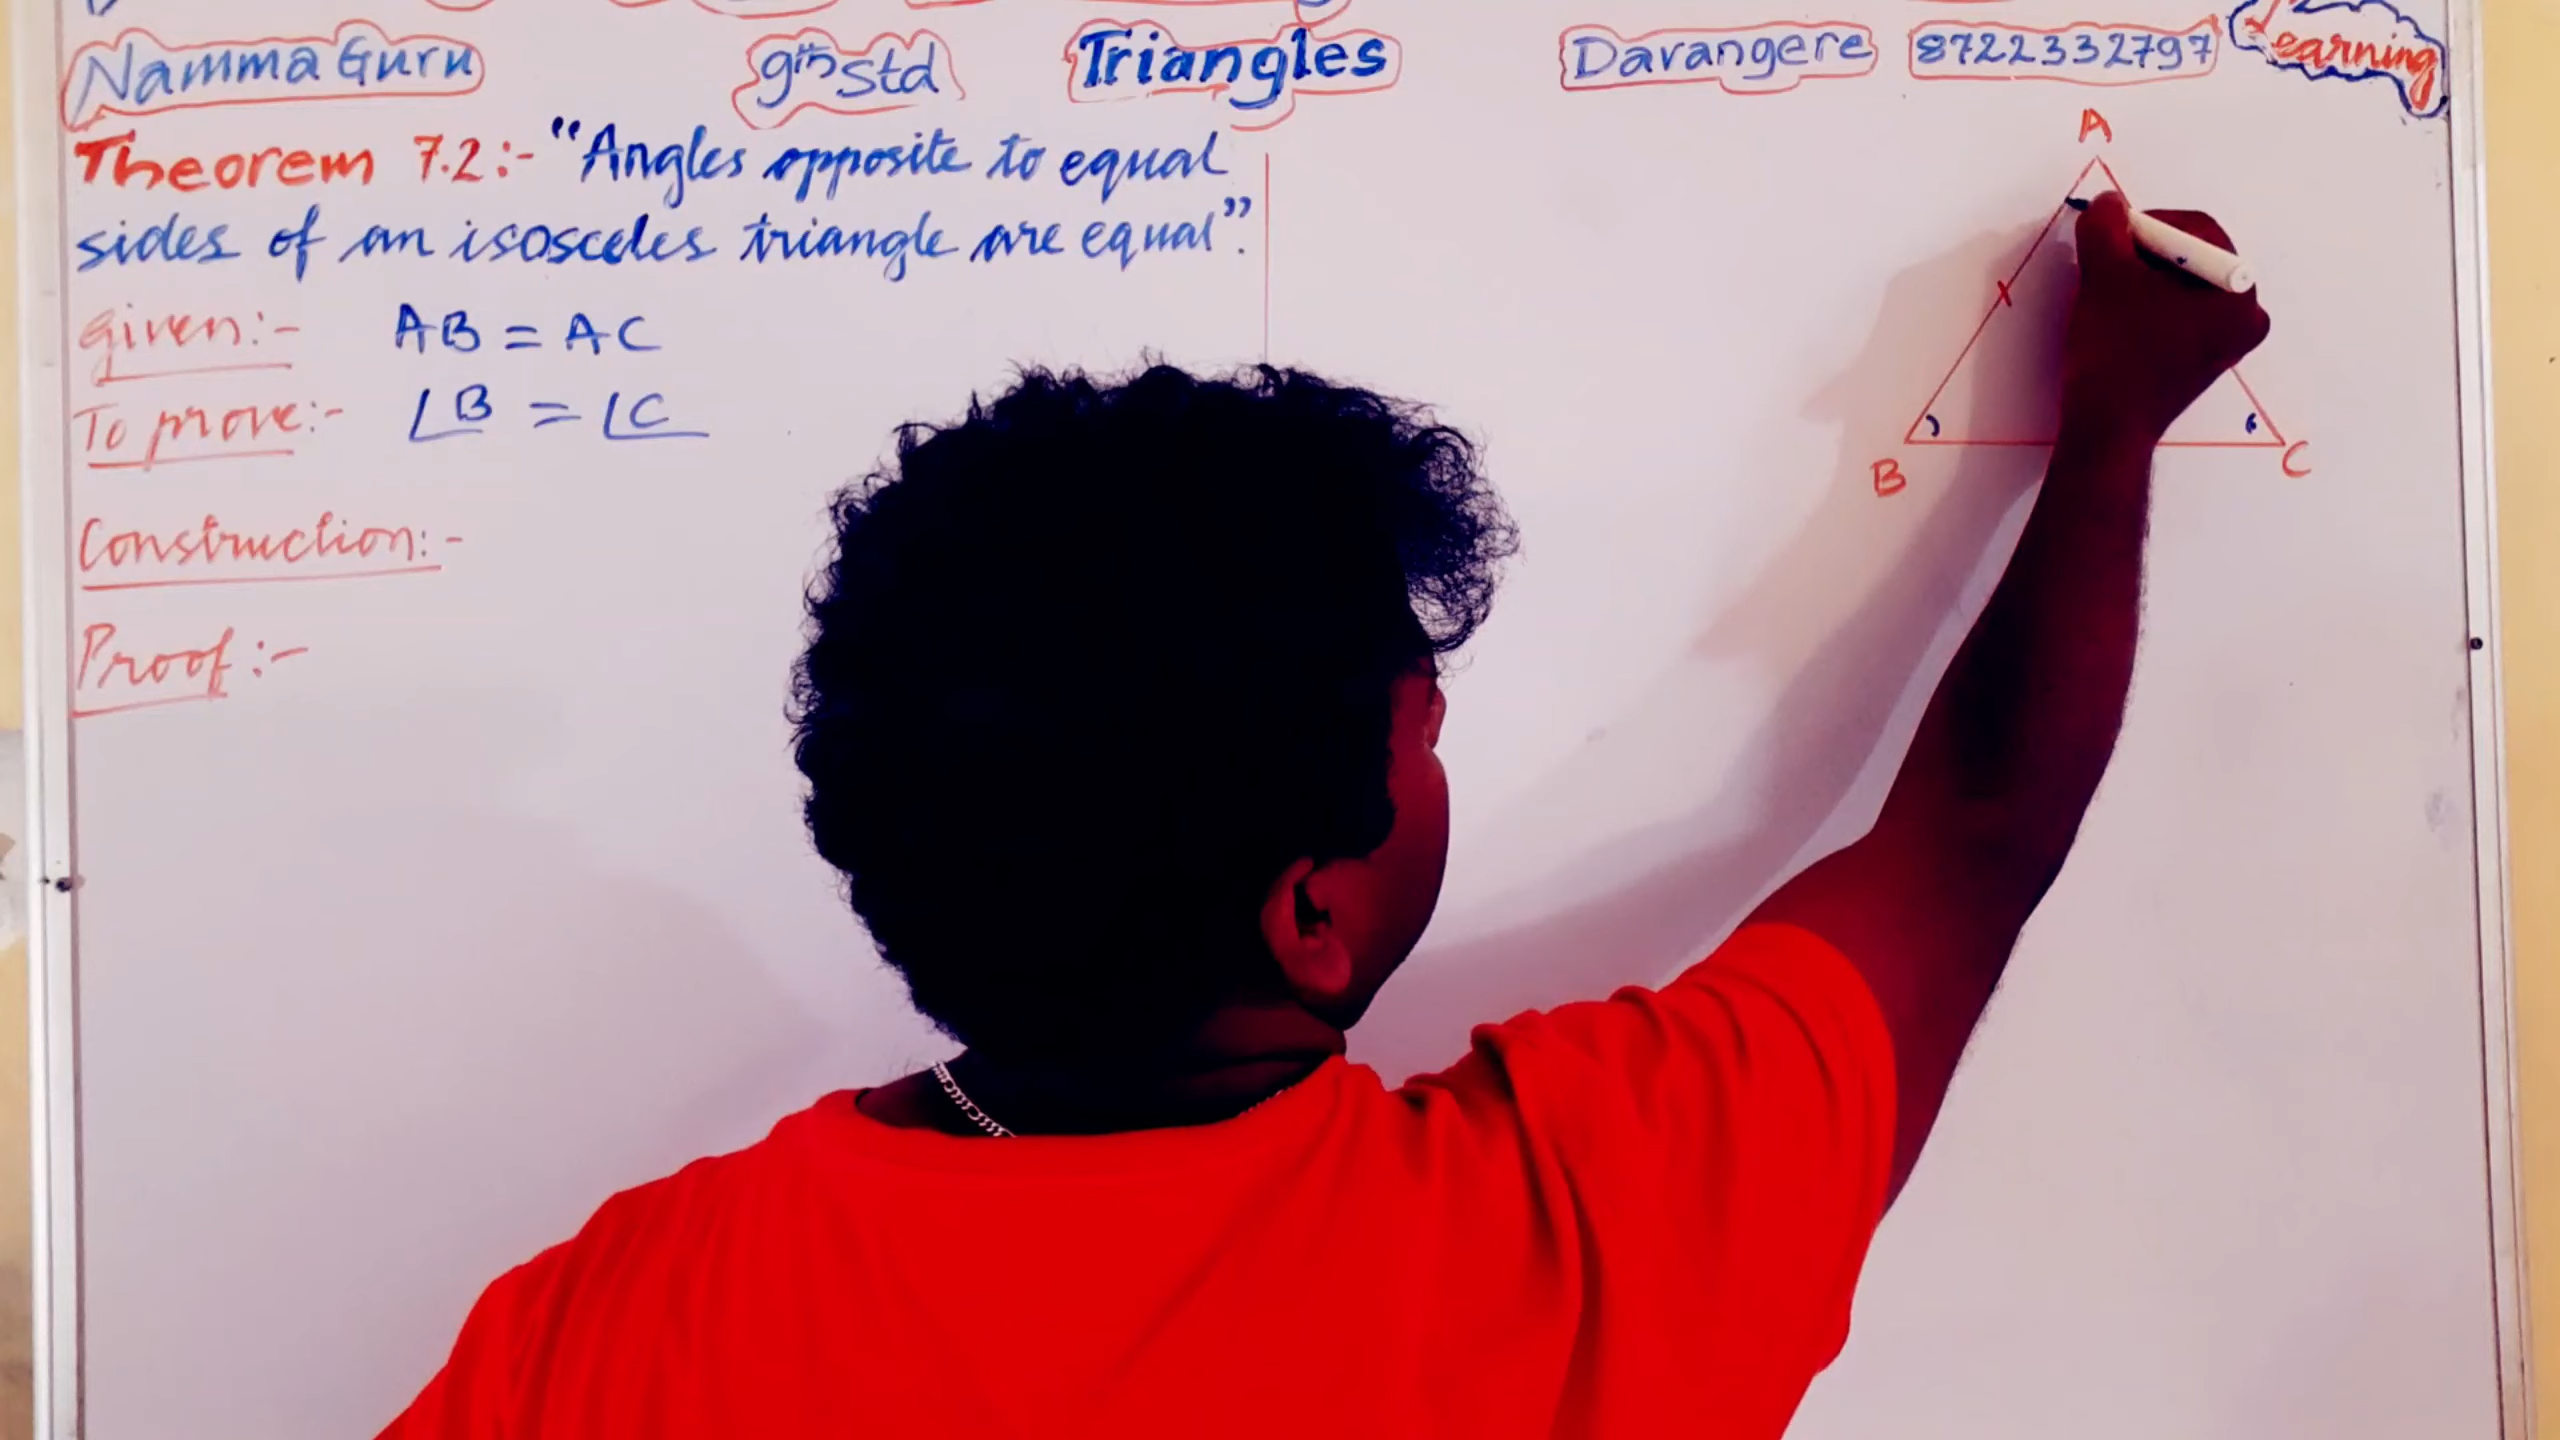 Namma Guru 9th Std Triangles Davangere 8722332797 Learning
Theorem 7.2:- "Angles opposite to equal
sides of an isosceles triangle are equal".
given:- AB = AC
To prove:- ∠B = ∠C
Construction:-
Proof:-
A
B
C